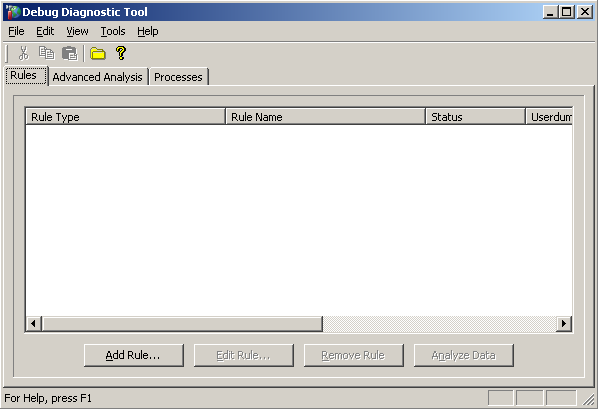 Debug Diagnostic Tool
File Edit View Tools Help
Rules Advanced Analysis Processes
Rule Type Rule Name Status Userdum
Add Rule... Edit Rule... Remove Rule Analyze Data
For Help, press F1